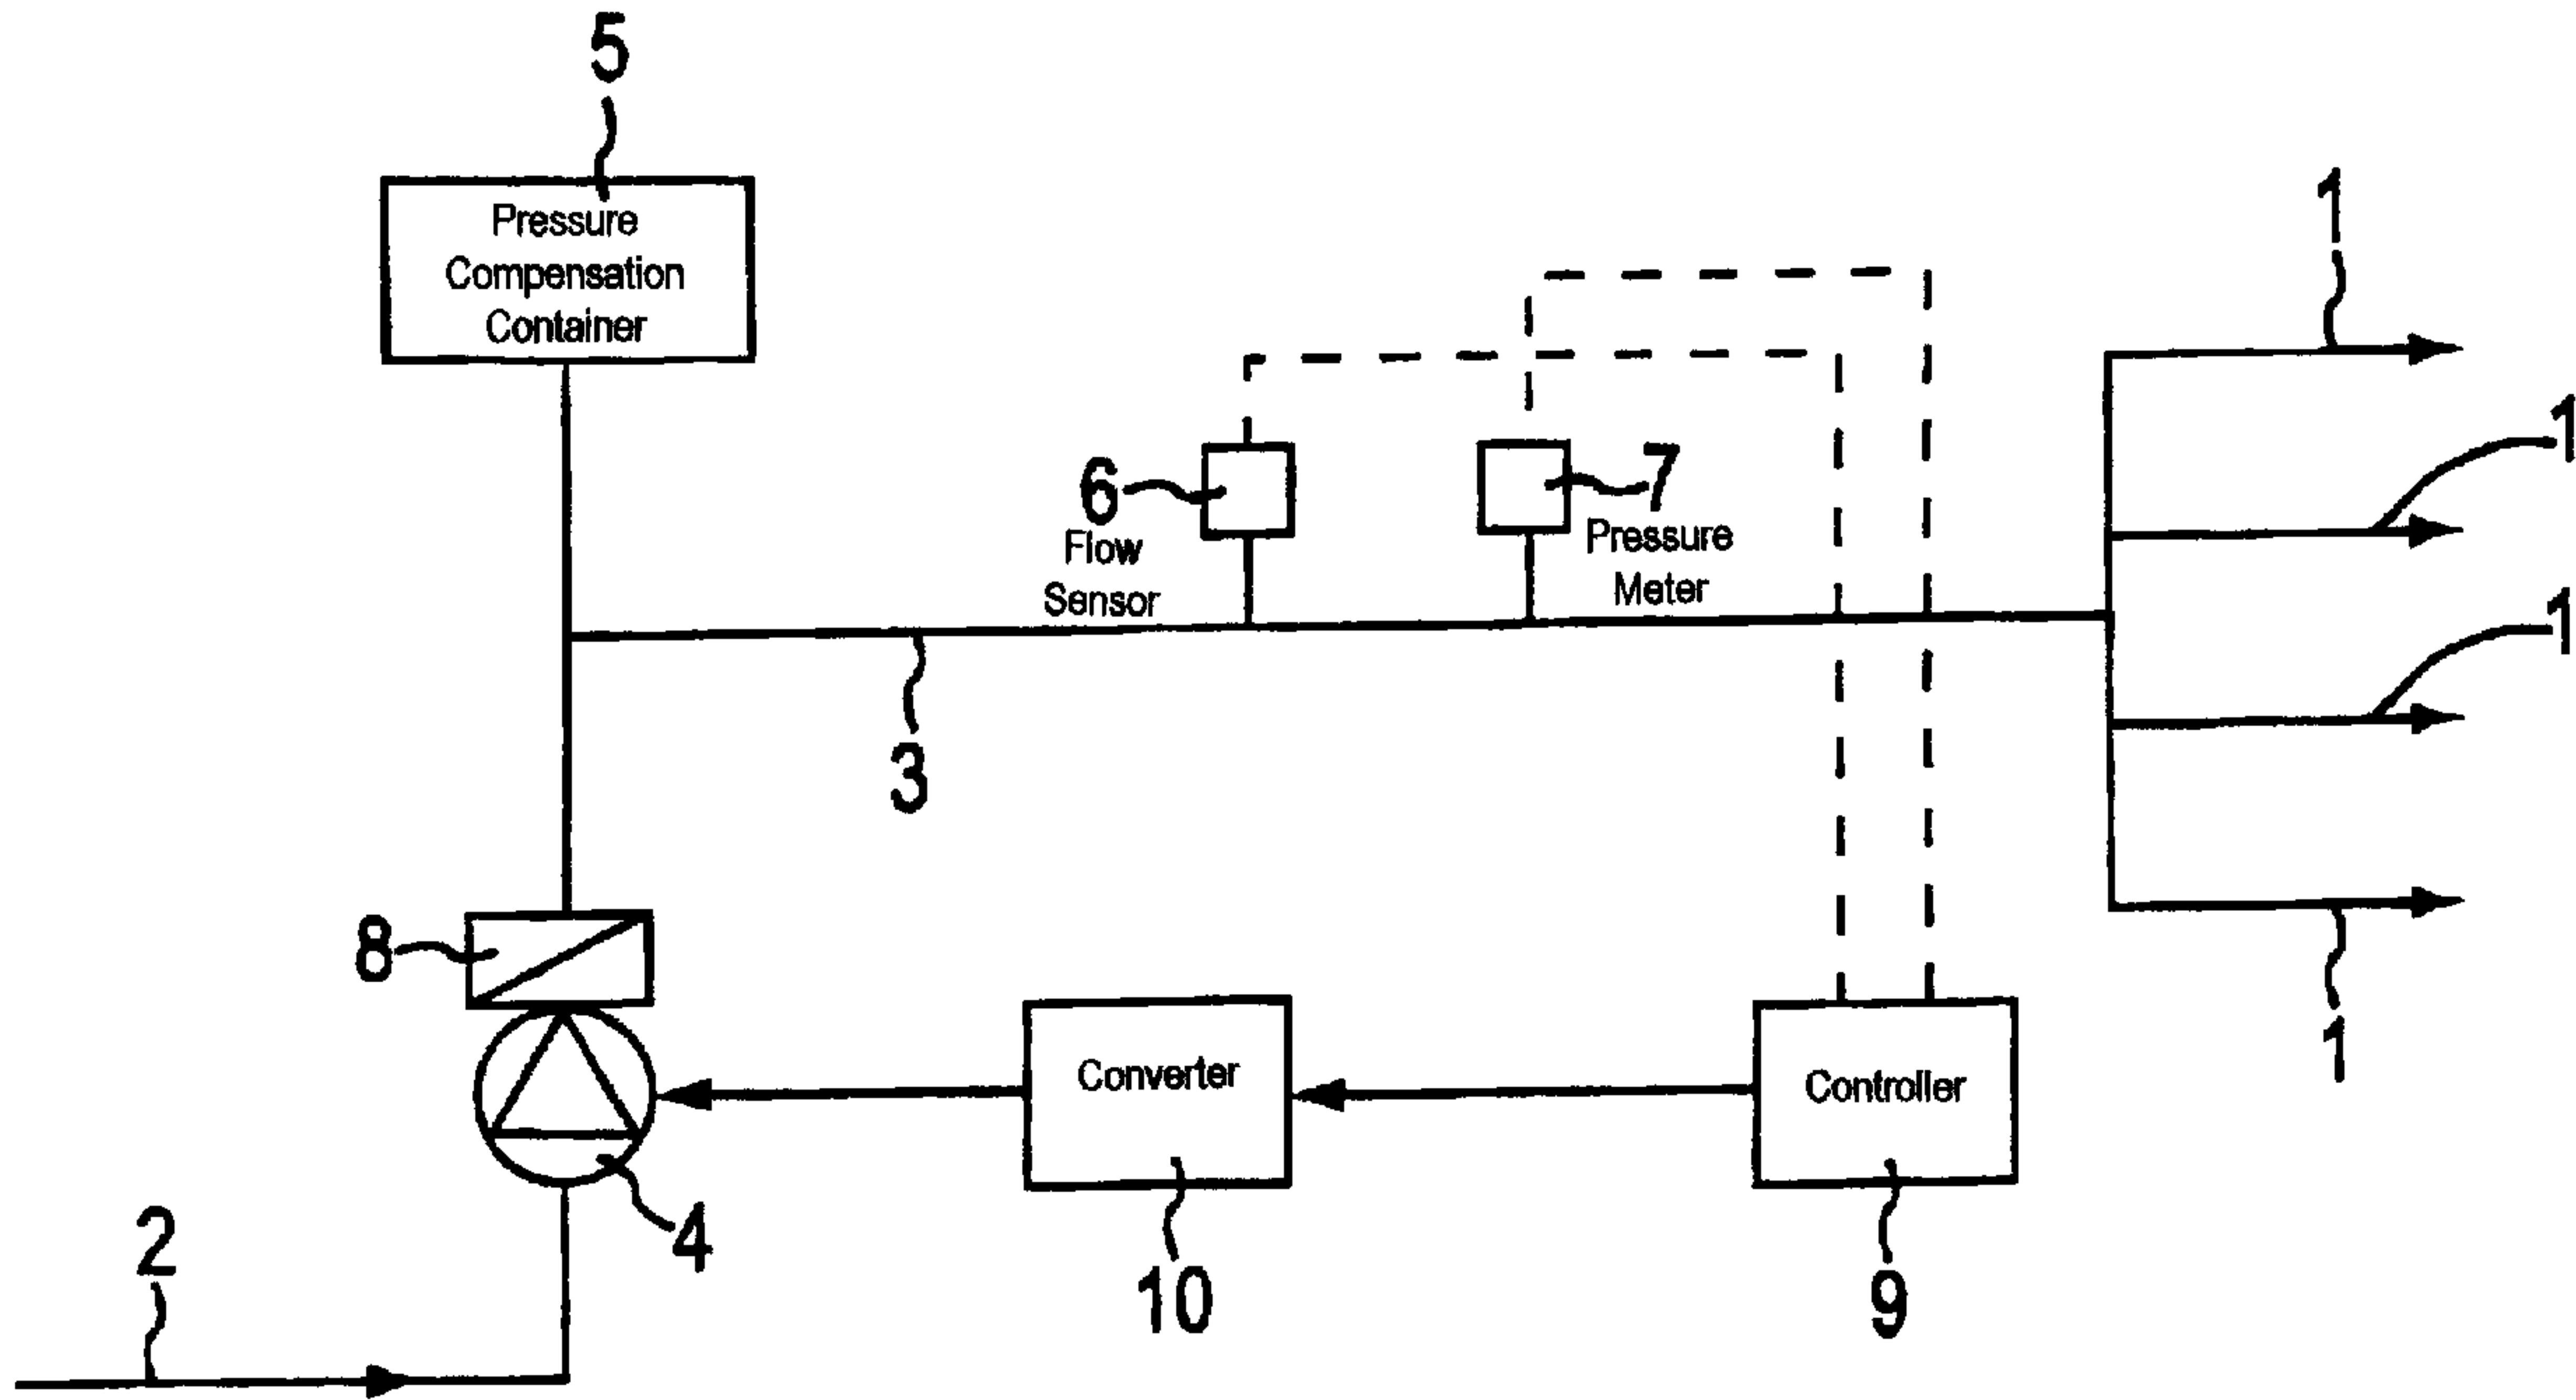 5
Pressure
Compensation
Container
1
1
6
7
Flow
Sensor
Pressure
Meter
1
3
8
Converter
Controller
4
2
10
9
1